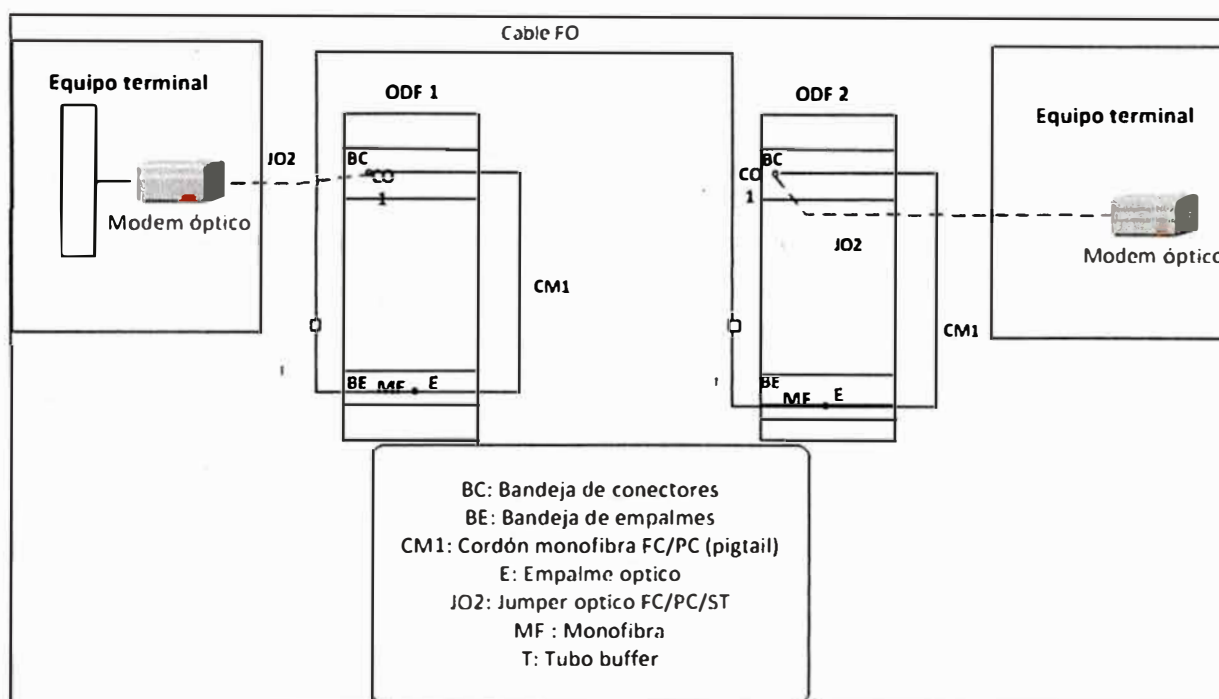 Cable FO
Equipo terminal
Modem óptico
JO2
ODF 1
BC
CO
1
CM1
BE MF E
ODF 2
BC
CO
1
JO2
CM1
BE
MF E
Equipo terminal
Modem óptico
BC: Bandeja de conectores
BE: Bandeja de empalmes
CM1: Cordón monofibra FC/PC (pigtail)
E: Empalme optico
JO2: Jumper optico FC/PC/ST
MF : Monofibra
T: Tubo buffer